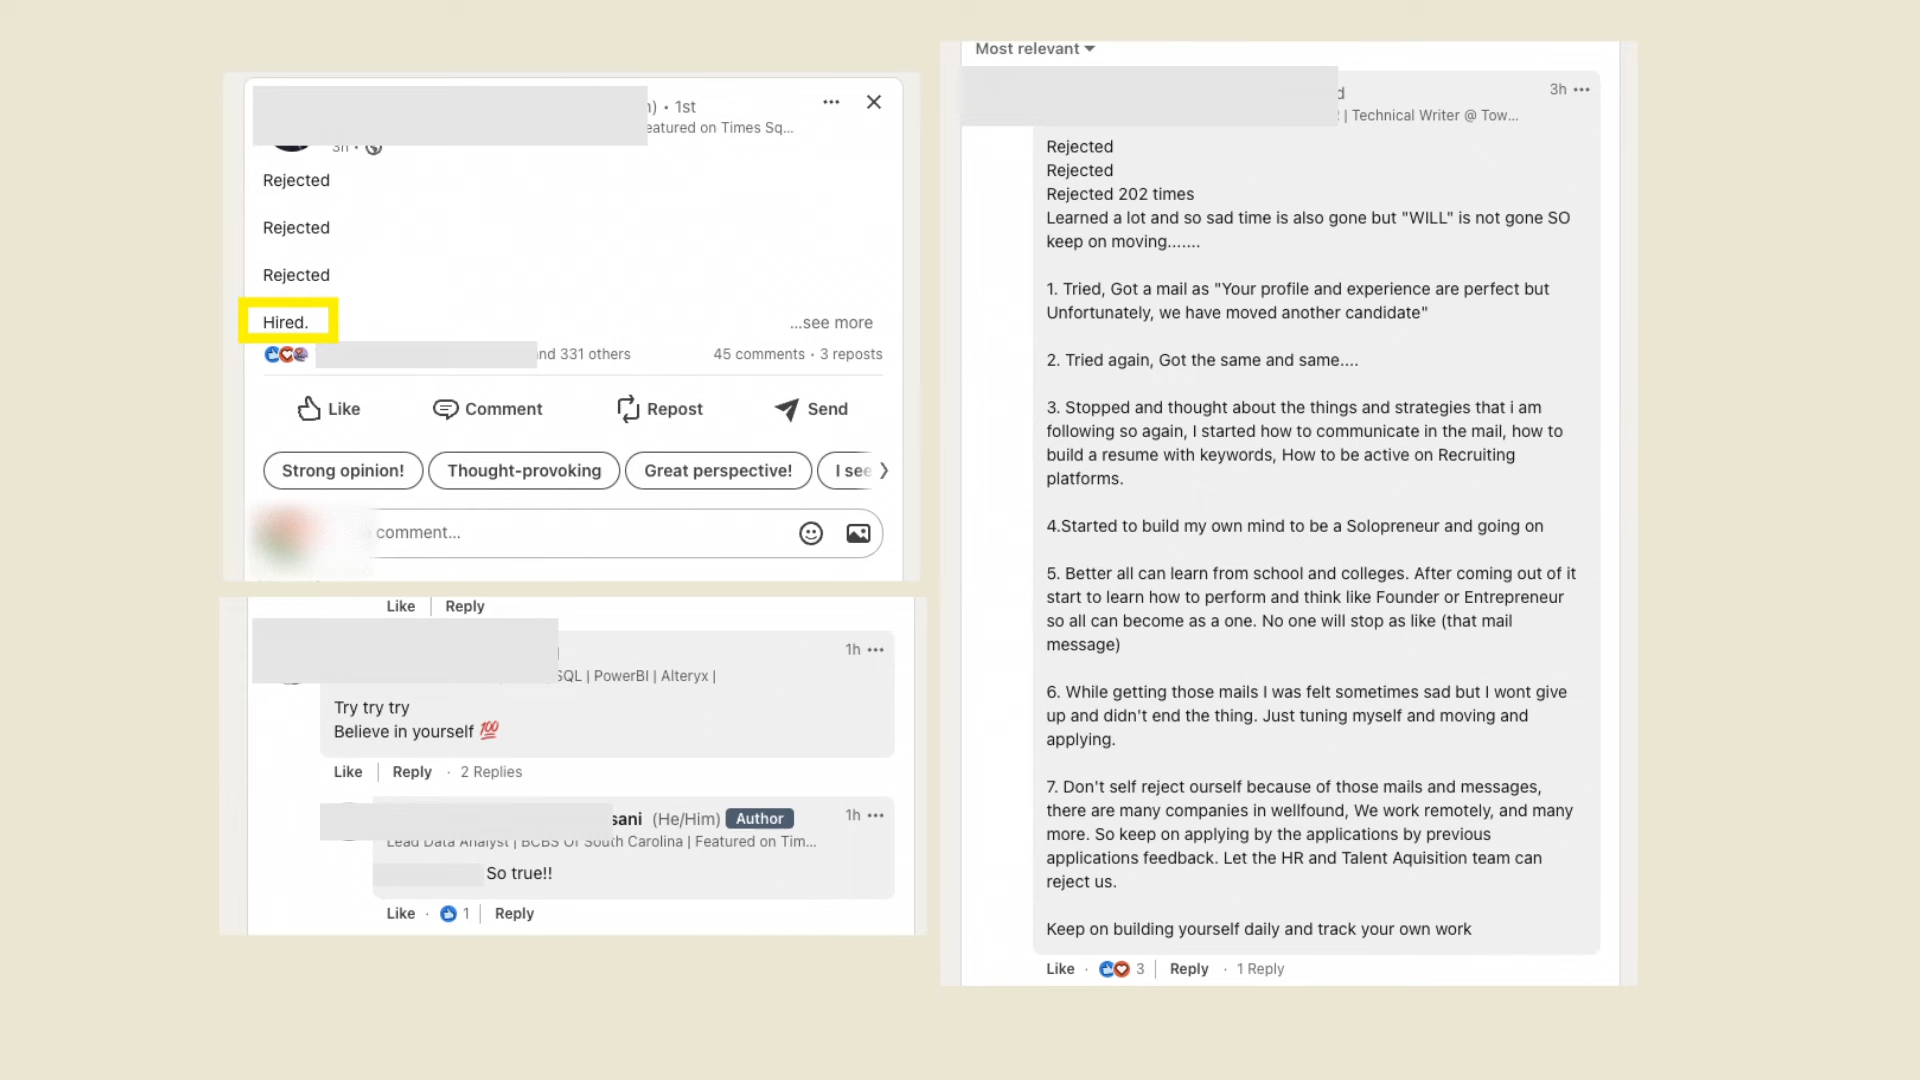 ) • 1st
eatured on Times Sq...
3h •
Rejected
Rejected
Rejected
Hired.
...see more
nd 331 others
45 comments • 3 reposts
Like
Comment
Repost
Send
Strong opinion!
Thought-provoking
Great perspective!
I see
comment...
Like
Reply
1h
SQL | PowerBI | Alteryx |
Try try try
Believe in yourself 💯
Like
Reply
· 2 Replies
sani (He/Him) Author
1h
Lead Data Analyst | BCBS Of South Carolina | Featured on Tim...
So true!!
Like · 1
Reply
Most relevant
3h
| Technical Writer @ Tow...
Rejected
Rejected
Rejected 202 times
Learned a lot and so sad time is also gone but "WILL" is not gone SO
keep on moving.......
1. Tried, Got a mail as "Your profile and experience are perfect but
Unfortunately, we have moved another candidate"
2. Tried again, Got the same and same....
3. Stopped and thought about the things and strategies that i am
following so again, I started how to communicate in the mail, how to
build a resume with keywords, How to be active on Recruiting
platforms.
4.Started to build my own mind to be a Solopreneur and going on
5. Better all can learn from school and colleges. After coming out of it
start to learn how to perform and think like Founder or Entrepreneur
so all can become as a one. No one will stop as like (that mail
message)
6. While getting those mails I was felt sometimes sad but I wont give
up and didn't end the thing. Just tuning myself and moving and
applying.
7. Don't self reject ourself because of those mails and messages,
there are many companies in wellfound, We work remotely, and many
more. So keep on applying by the applications by previous
applications feedback. Let the HR and Talent Aquisition team can
reject us.
Keep on building yourself daily and track your own work
Like · 3
Reply
· 1 Reply